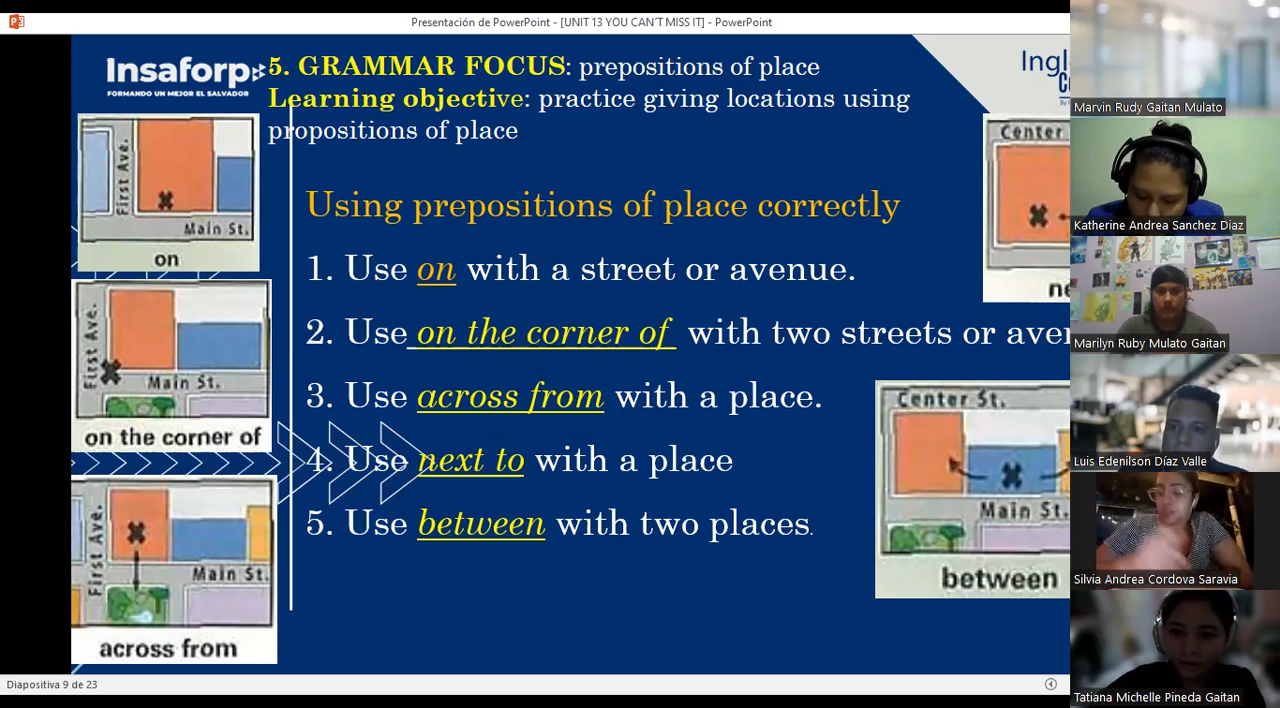 Presentación de PowerPoint - [UNIT 13 YOU CAN´T MISS IT] - PowerPoint
Insaforp
FORMANDO UN MEJOR EL SALVADOR
5. GRAMMAR FOCUS: prepositions of place
Learning objective: practice giving locations using
propositions of place
Using prepositions of place correctly
1. Use on with a street or avenue.
2. Use on the corner of with two streets or aven
3. Use across from with a place.
4. Use next to with a place
5. Use between with two places.
First Ave.
Main St.
on
First Ave.
Main St.
on the corner of
First Ave.
Main St.
across from
Ingl
Center
ne
Center St.
Main St.
between
Marvin Rudy Gaitan Mulato
Katherine Andrea Sanchez Diaz
Marilyn Ruby Mulato Gaitan
Luis Edenilson Díaz Valle
Silvia Andrea Cordova Saravia
Tatiana Michelle Pineda Gaitan
Diapositiva 9 de 23